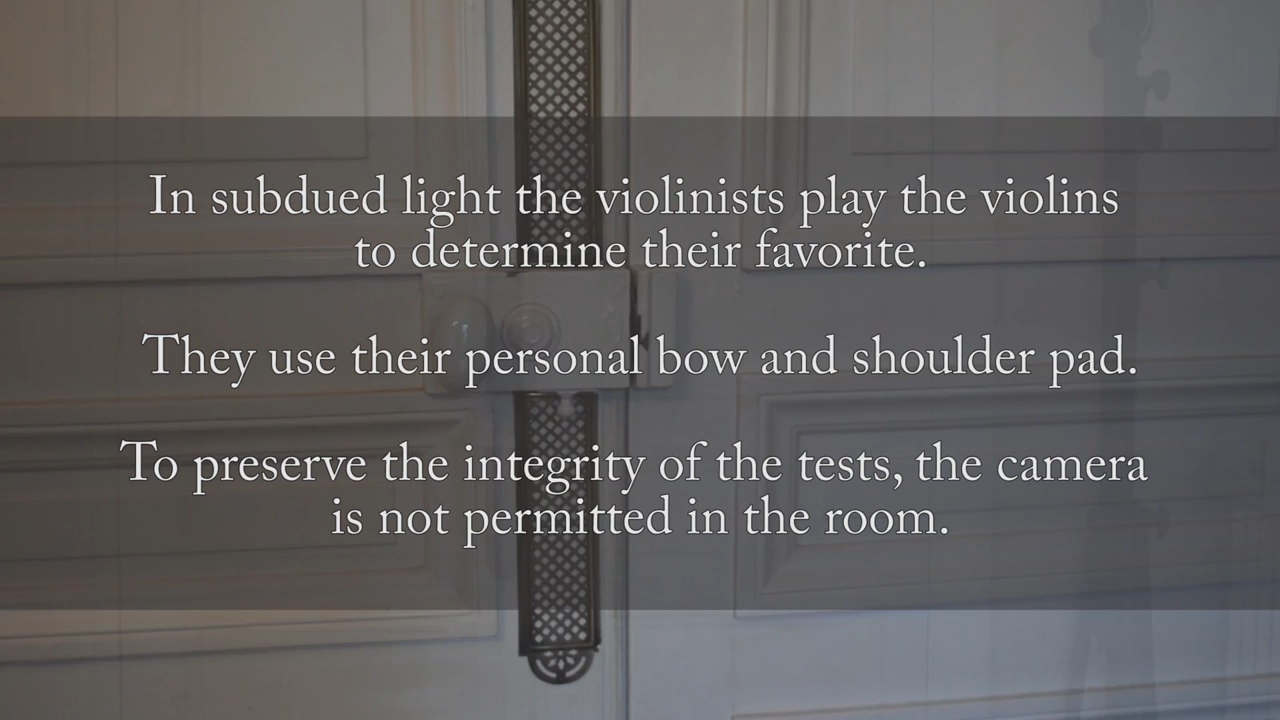 In subdued light the violinists play the violins
to determine their favorite.
They use their personal bow and shoulder pad.
To preserve the integrity of the tests, the camera
is not permitted in the room.